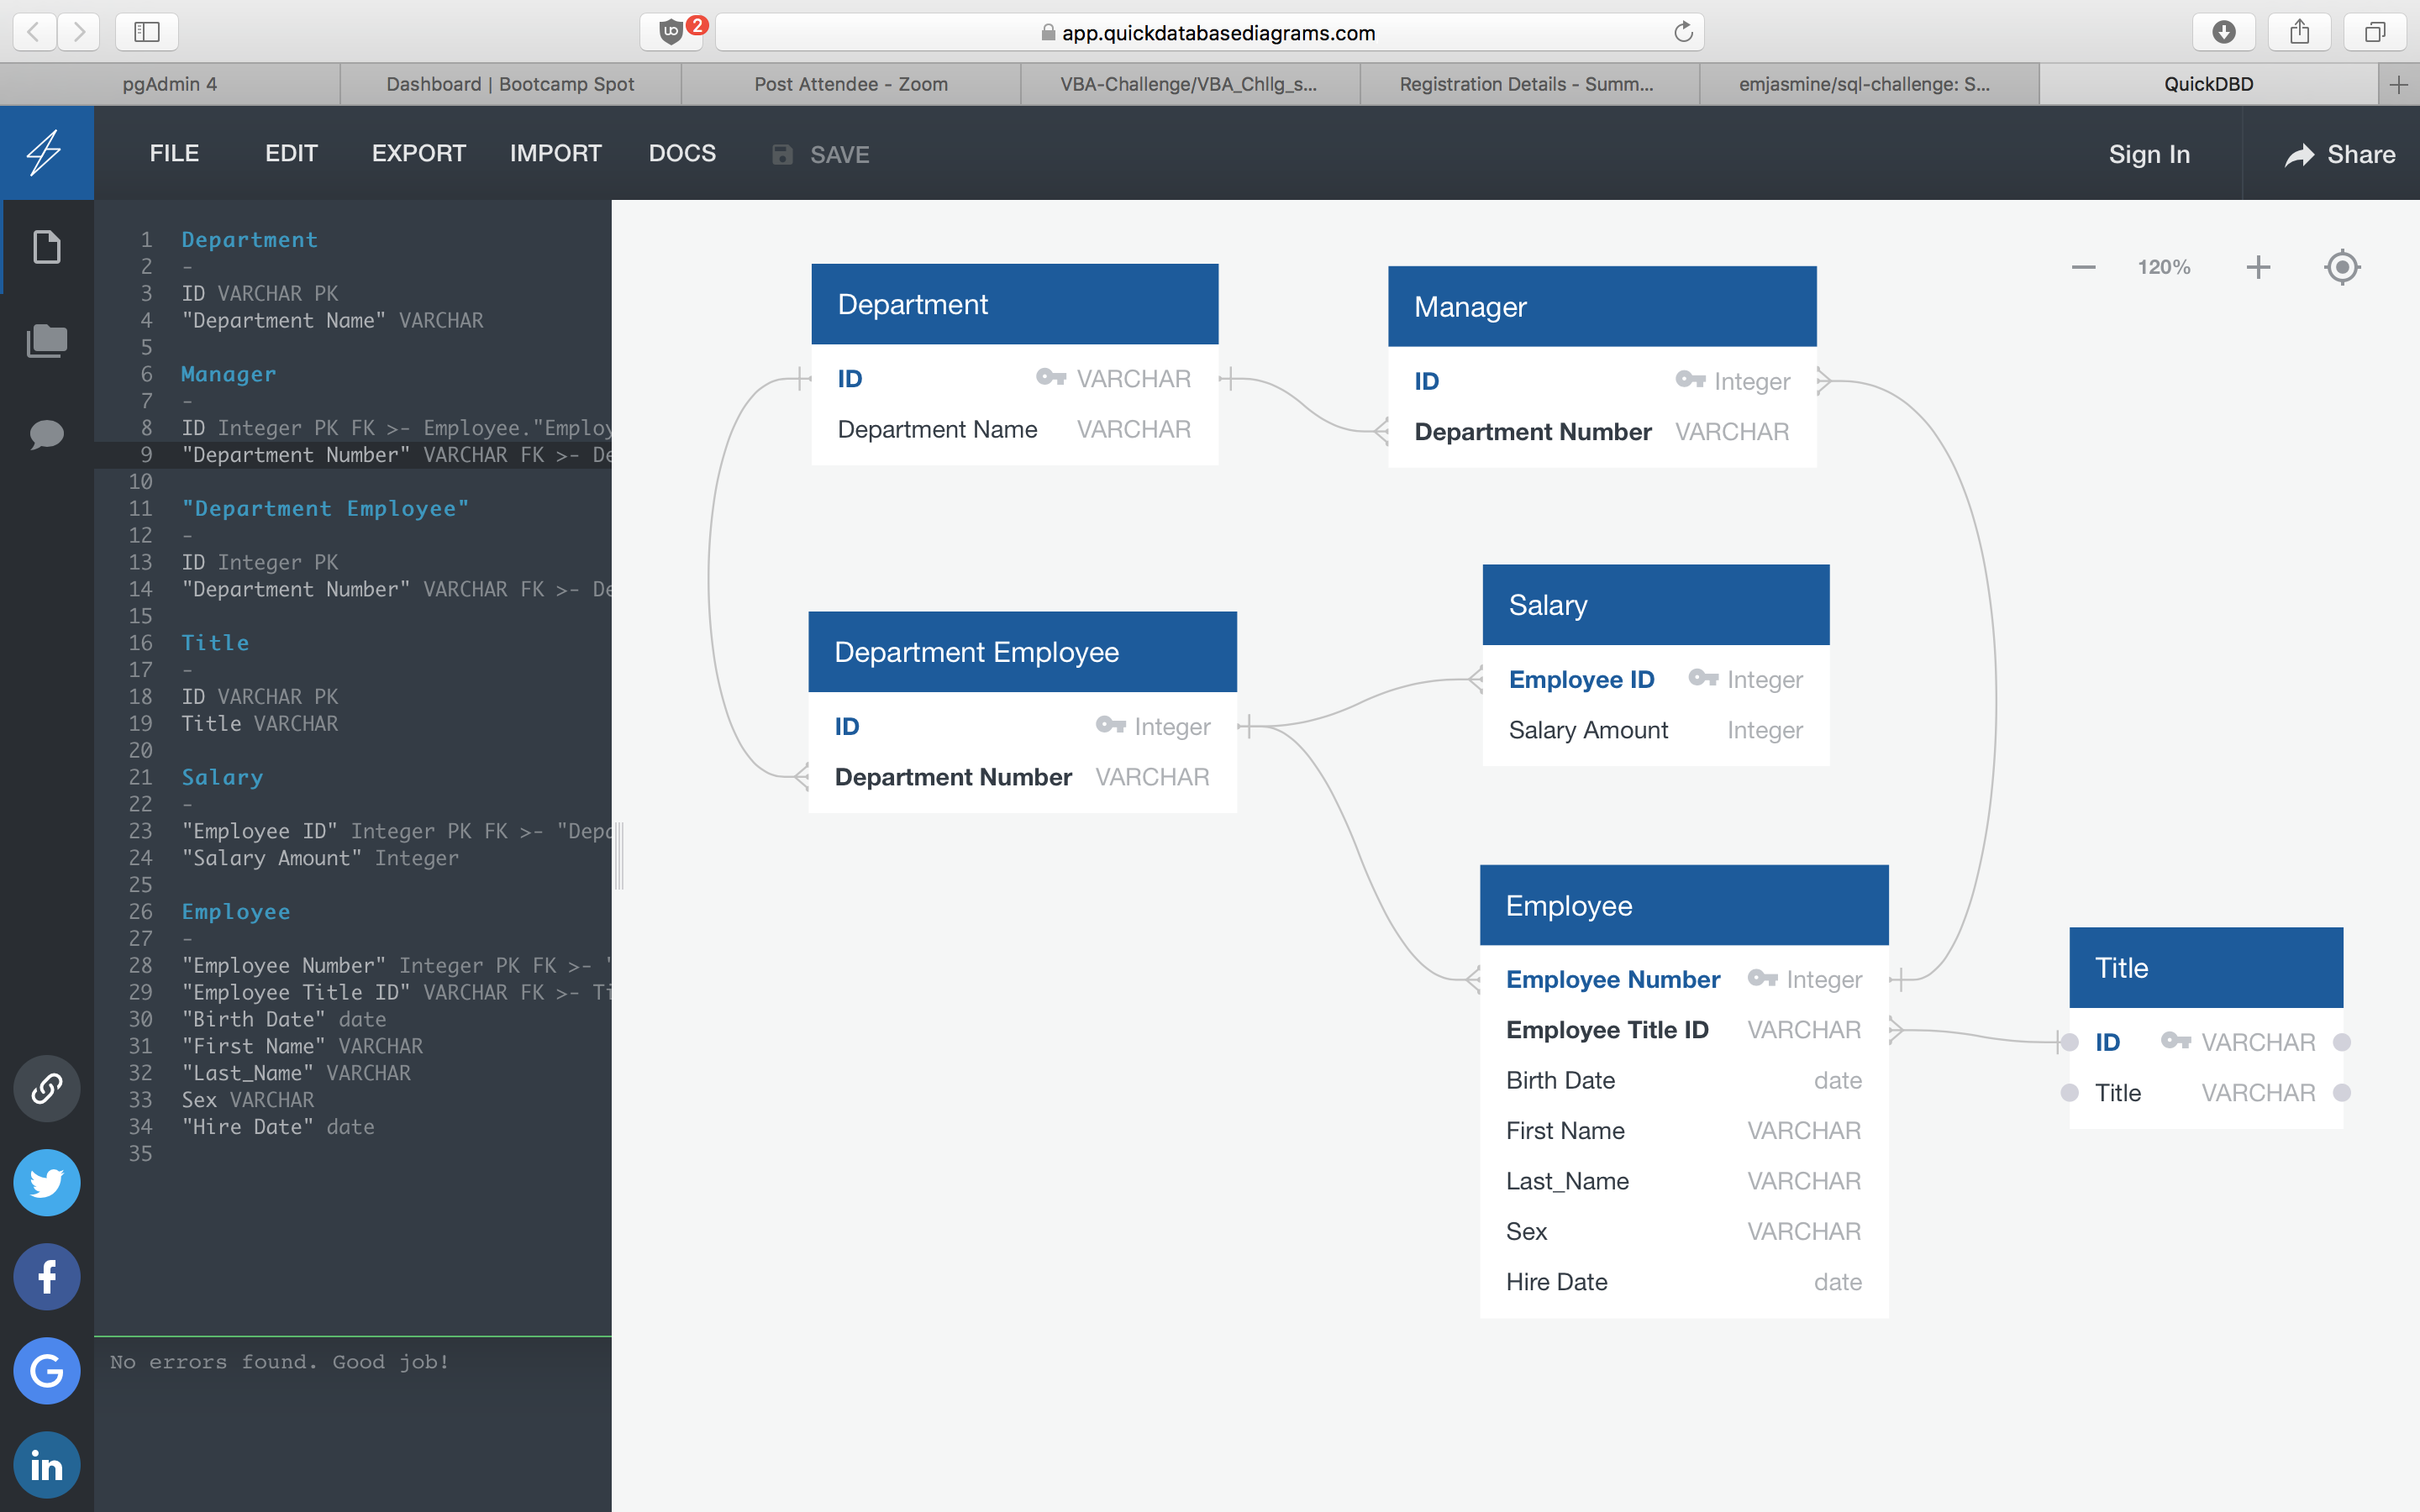 2
app.quickdatabasediagrams.com
pgAdmin 4
Dashboard | Bootcamp Spot
Post Attendee - Zoom
VBA-Challenge/VBA_Chllg_s...
Registration Details - Summ...
emjasmine/sql-challenge: S...
QuickDBD
FILE EDIT EXPORT IMPORT DOCS SAVE
Sign In
Share
1 Department
2 -
3 ID VARCHAR PK
4 "Department Name" VARCHAR
5
6 Manager
7 -
8 ID Integer PK FK >- Employee."Employ
9 "Department Number" VARCHAR FK >- De
10
11 "Department Employee"
12 -
13 ID Integer PK
14 "Department Number" VARCHAR FK >- De
15
16 Title
17 -
18 ID VARCHAR PK
19 Title VARCHAR
20
21 Salary
22 -
23 "Employee ID" Integer PK FK >- "Depa
24 "Salary Amount" Integer
25
26 Employee
27 -
28 "Employee Number" Integer PK FK >- "
29 "Employee Title ID" VARCHAR FK >- Ti
30 "Birth Date" date
31 "First Name" VARCHAR
32 "Last_Name" VARCHAR
33 Sex VARCHAR
34 "Hire Date" date
35
No errors found. Good job!
120%
Department
ID VARCHAR
Department Name VARCHAR
Manager
ID Integer
Department Number VARCHAR
Department Employee
ID Integer
Department Number VARCHAR
Salary
Employee ID Integer
Salary Amount Integer
Employee
Employee Number Integer
Employee Title ID VARCHAR
Birth Date date
First Name VARCHAR
Last_Name VARCHAR
Sex VARCHAR
Hire Date date
Title
ID VARCHAR
Title VARCHAR